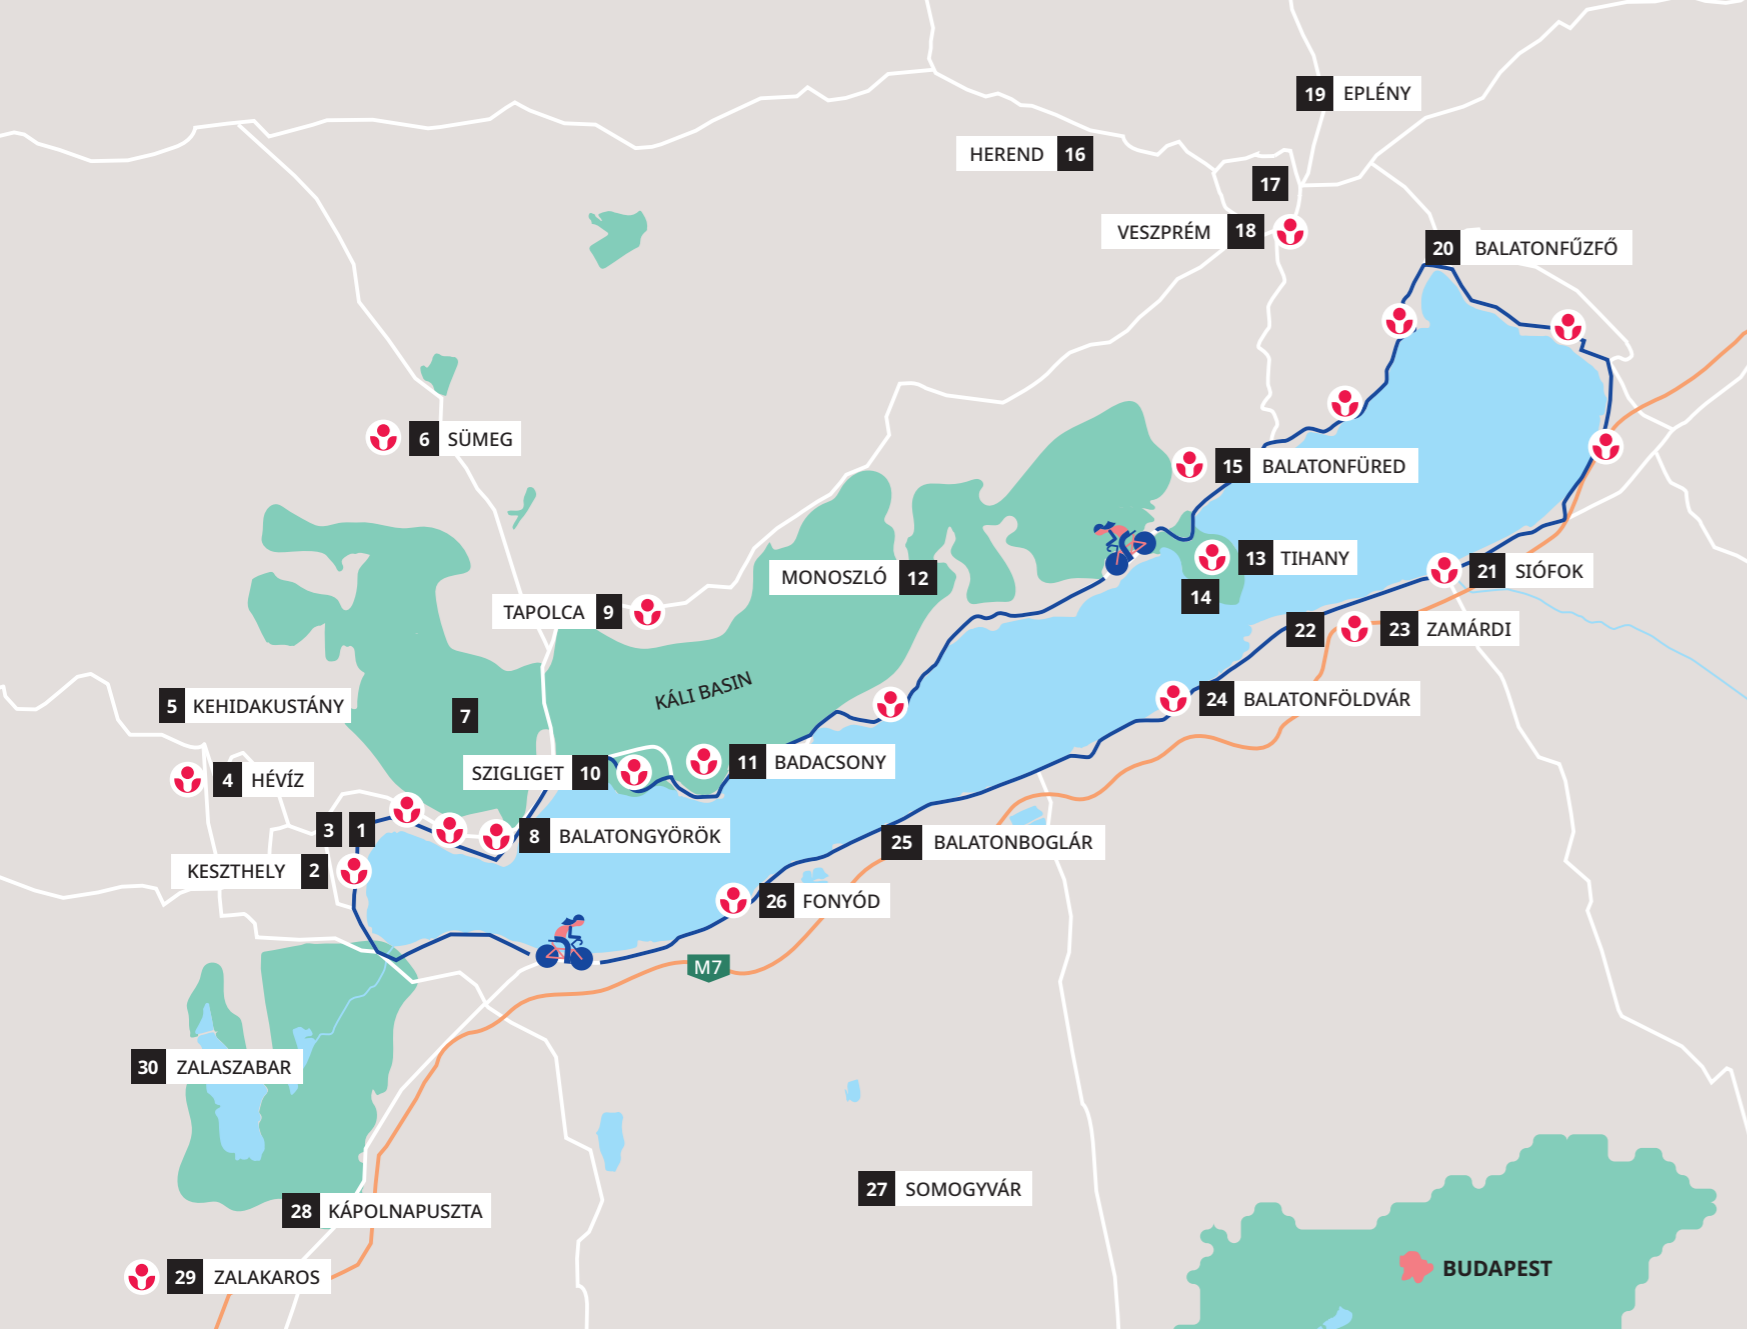 19 EPLÉNY
HEREND 16
17
VESZPRÉM 18
20 BALATONFŰZFŐ
6 SÜMEG
15 BALATONFÜRED
13 TIHANY
21 SIÓFOK
MONOSZLÓ 12
14
TAPOLCA 9
22
23 ZAMÁRDI
KÁLI BASIN
24 BALATONFÖLDVÁR
5 KEHIDAKUSTÁNY
7
11 BADACSONY
SZIGLIGET 10
4 HÉVÍZ
3 1
8 BALATONGYÖRÖK
25 BALATONBOGLÁR
KESZTHELY 2
26 FONYÓD
M7
30 ZALASZABAR
27 SOMOGYVÁR
28 KÁPOLNAPUSZTA
BUDAPEST
29 ZALAKAROS